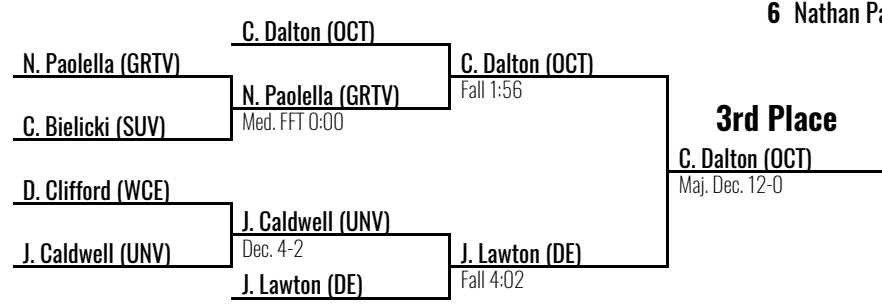 6 Nathan
C. Dalton (OCT)
N. Paolella (GRTV)
C. Dalton (OCT)
Fall 1:56
N. Paolella (GRTV)
Med. FFT 0:00
C. Bielicki (SUV)
3rd Place
C. Dalton (OCT)
Maj. Dec. 12-0
D. Clifford (WCE)
J. Caldwell (UNV)
Dec. 4-2
J. Caldwell (UNV)
J. Lawton (DE)
Fall 4:02
J. Lawton (DE)